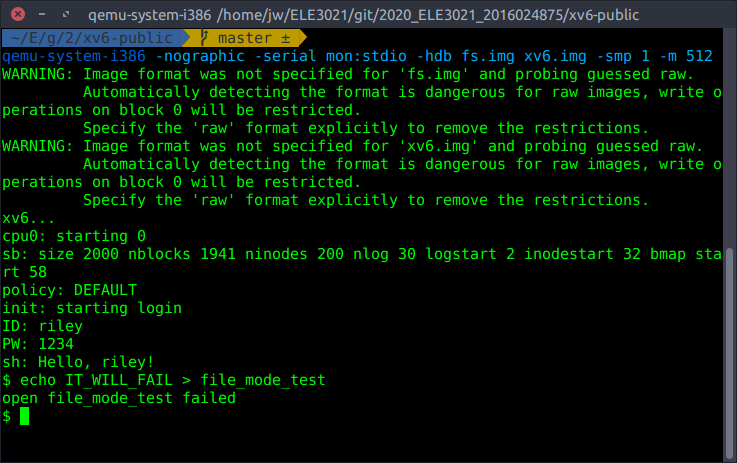 qemu-system-i386 /home/jw/ELE3021/git/2020_ELE3021_2016024875/xv6-public
~/E/g/2/xv6-public master ±
qemu-system-i386 -nographic -serial mon:stdio -hdb fs.img xv6.img -smp 1 -m 512
WARNING: Image format was not specified for 'fs.img' and probing guessed raw.
Automatically detecting the format is dangerous for raw images, write o
perations on block 0 will be restricted.
Specify the 'raw' format explicitly to remove the restrictions.
WARNING: Image format was not specified for 'xv6.img' and probing guessed raw.
Automatically detecting the format is dangerous for raw images, write o
perations on block 0 will be restricted.
Specify the 'raw' format explicitly to remove the restrictions.
xv6...
cpu0: starting 0
sb: size 2000 nblocks 1941 ninodes 200 nlog 30 logstart 2 inodestart 32 bmap sta
rt 58
policy: DEFAULT
init: starting login
ID: riley
PW: 1234
sh: Hello, riley!
$ echo IT_WILL_FAIL > file_mode_test
open file_mode_test failed
$